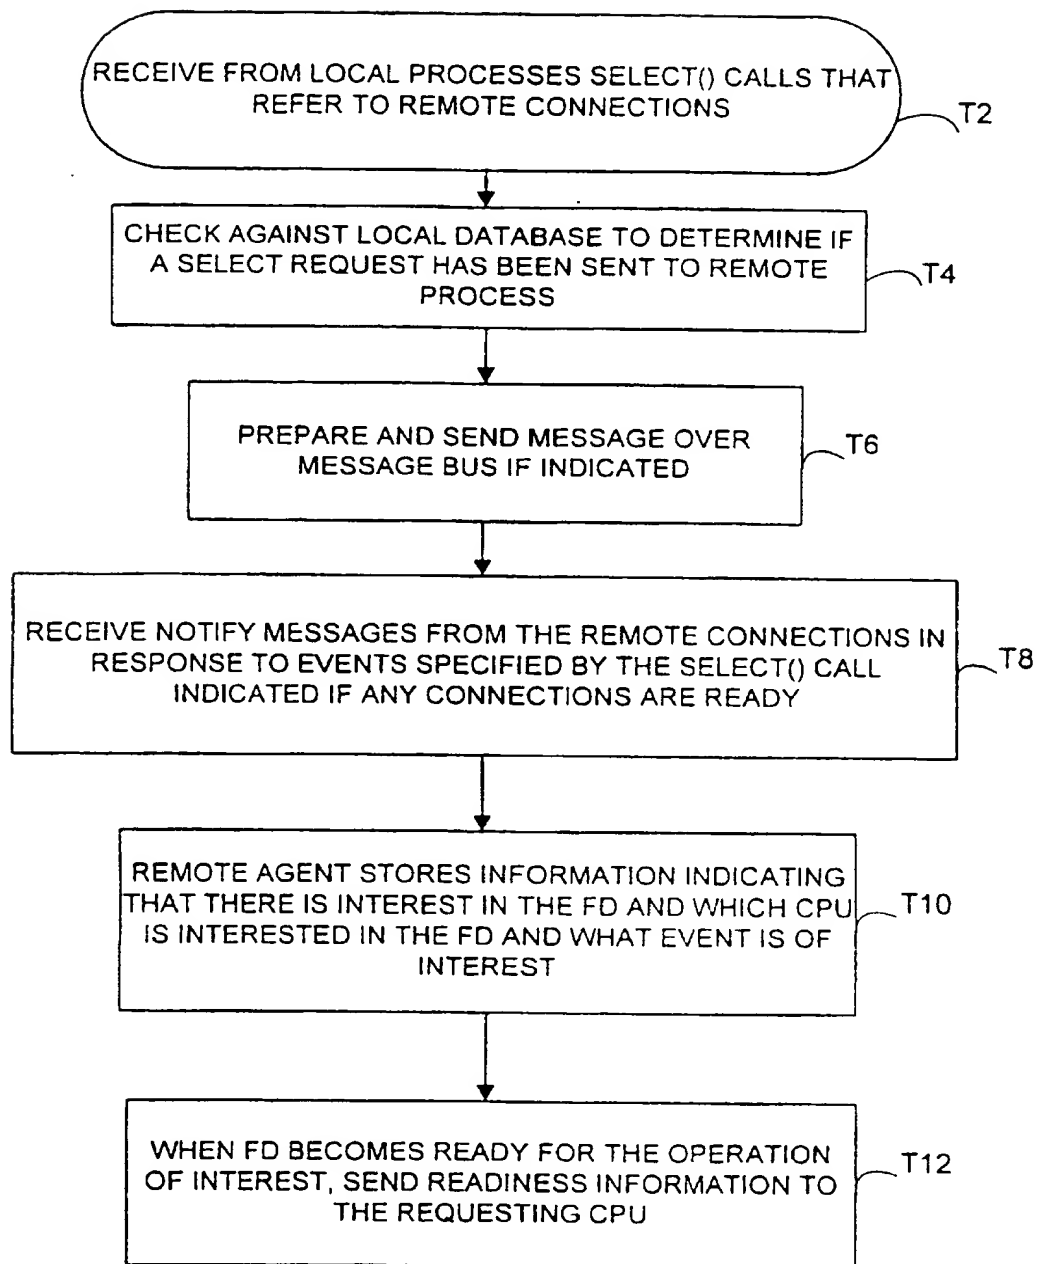 RECEIVE FROM LOCAL PROCESSES SELECT() CALLS THAT
REFER TO REMOTE CONNECTIONS
T2
CHECK AGAINST LOCAL DATABASE TO DETERMINE IF
A SELECT REQUEST HAS BEEN SENT TO REMOTE
PROCESS
T4
PREPARE AND SEND MESSAGE OVER
MESSAGE BUS IF INDICATED
T6
RECEIVE NOTIFY MESSAGES FROM THE REMOTE CONNECTIONS IN
RESPONSE TO EVENTS SPECIFIED BY THE SELECT() CALL
INDICATED IF ANY CONNECTIONS ARE READY
T8
REMOTE AGENT STORES INFORMATION INDICATING
THAT THERE IS INTEREST IN THE FD AND WHICH CPU
IS INTERESTED IN THE FD AND WHAT EVENT IS OF
INTEREST
T10
WHEN FD BECOMES READY FOR THE OPERATION
OF INTEREST, SEND READINESS INFORMATION TO
THE REQUESTING CPU
T12